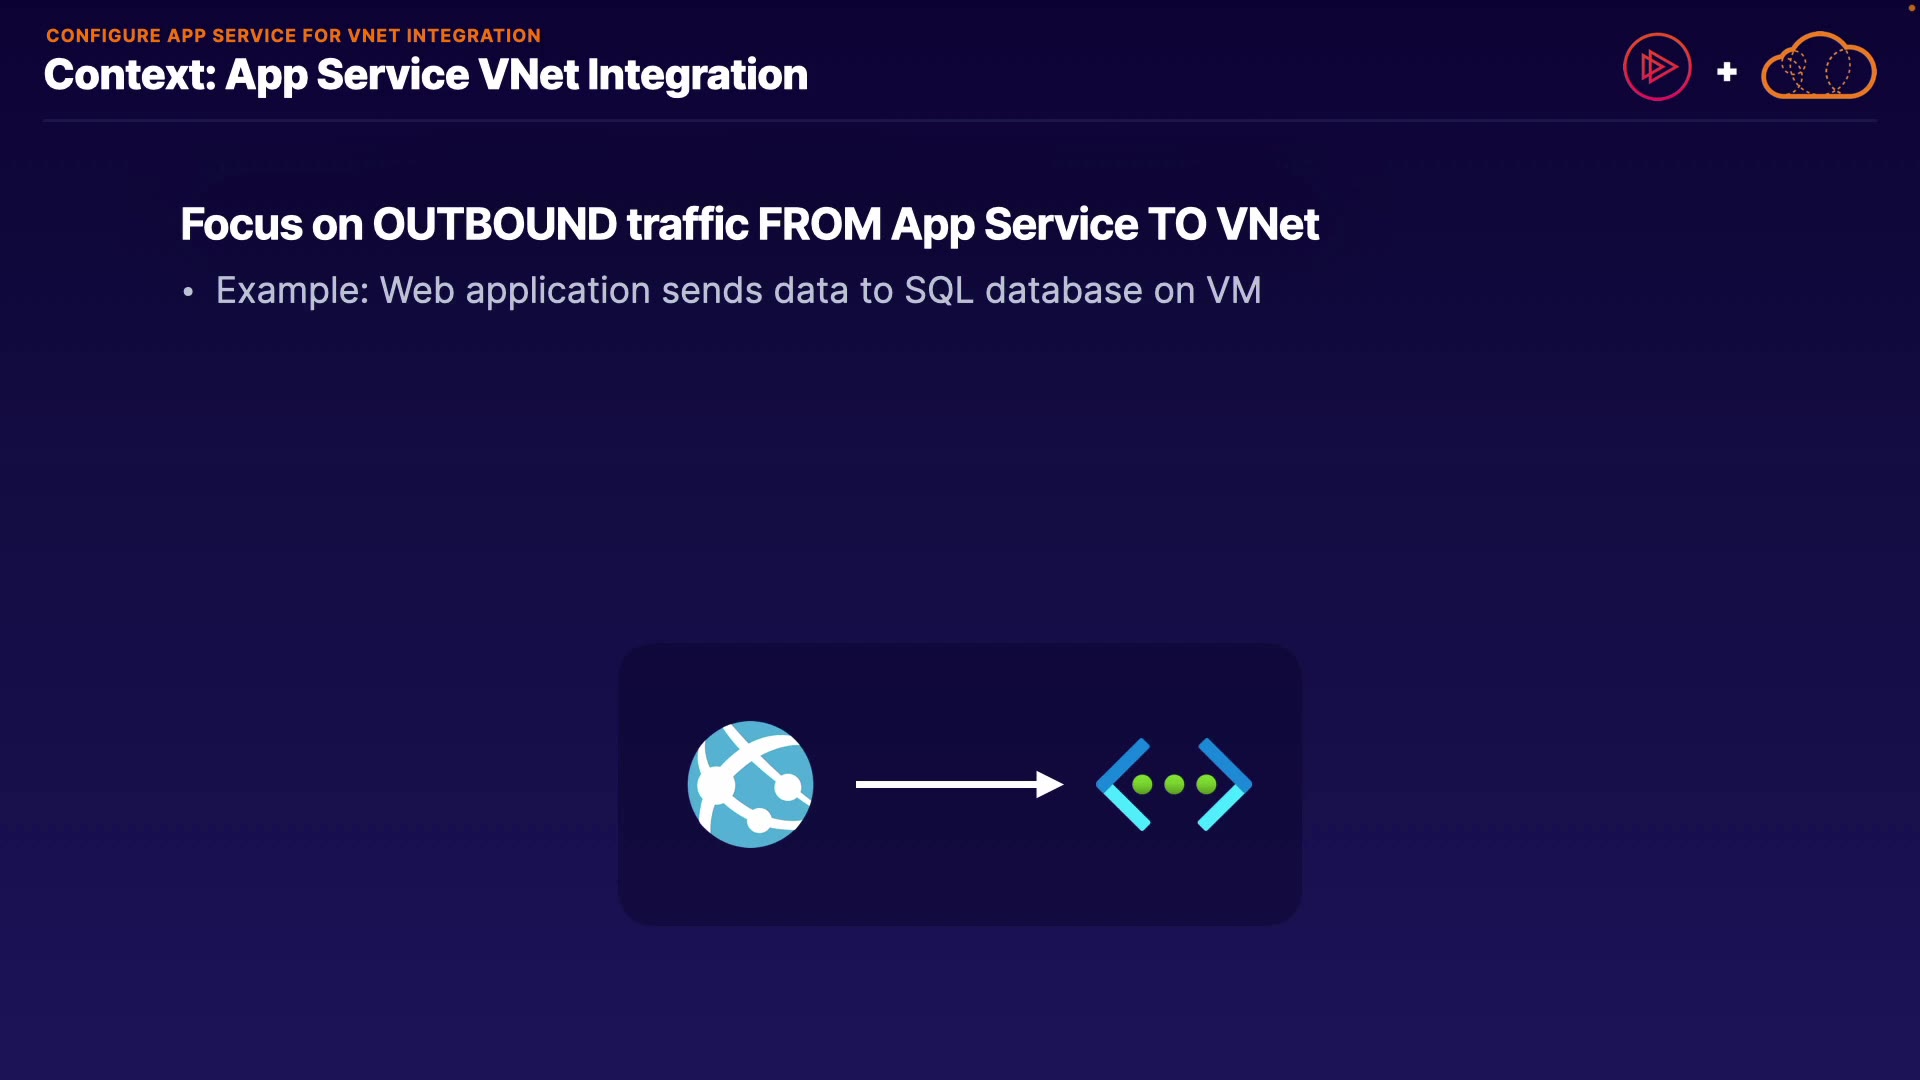 CONFIGURE APP SERVICE FOR VNET INTEGRATION
Context: App Service VNet Integration
+
Focus on OUTBOUND traffic FROM App Service TO VNet
• Example: Web application sends data to SQL database on VM